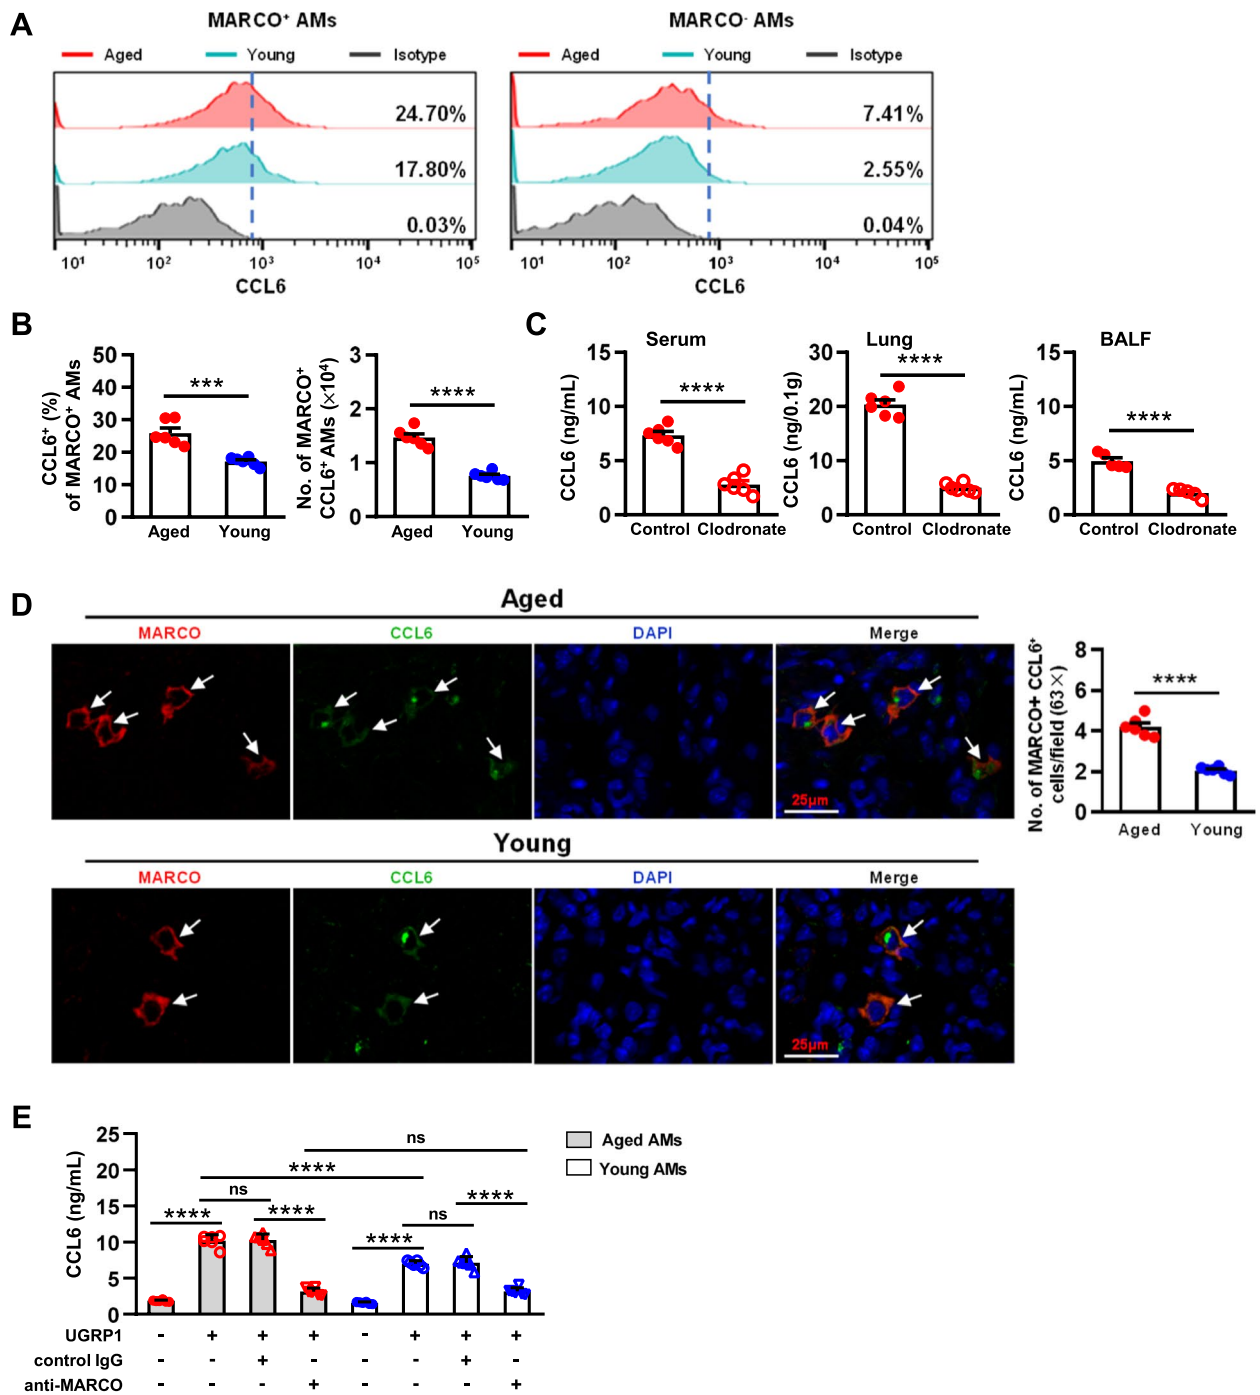 A
MARCO⁺ AMs
MARCO⁻ AMs
Aged Young Isotype
Aged Young Isotype
24.70%
17.80%
0.03%
7.41%
2.55%
0.04%
10¹ 10² 10³ 10⁴ 10⁵
10¹ 10² 10³ 10⁴ 10⁵
CCL6
CCL6
B
CCL6⁺ (%)
of MARCO⁺ AMs
50
40
30
20
10
0
***
Aged Young
No. of MARCO⁺
CCL6⁺ AMs (×10⁴)
3
2
1
0
****
Aged Young
C
Serum
CCL6 (ng/mL)
15
10
5
0
****
Control Clodronate
Lung
CCL6 (ng/0.1g)
30
20
10
0
****
Control Clodronate
BALF
CCL6 (ng/mL)
15
10
5
0
****
Control Clodronate
D
Aged
MARCO CCL6 DAPI Merge
25μm
Young
MARCO CCL6 DAPI Merge
25μm
No. of MARCO+ CCL6⁺
cells/field (63×)
8
6
4
2
0
****
Aged Young
E
CCL6 (ng/mL)
25
20
15
10
5
0
ns
****
ns
****
****
****
ns
****
Aged AMs
Young AMs
UGRP1 - + + + - + + +
control IgG - - + - - - + -
anti-MARCO - - - + - - - +